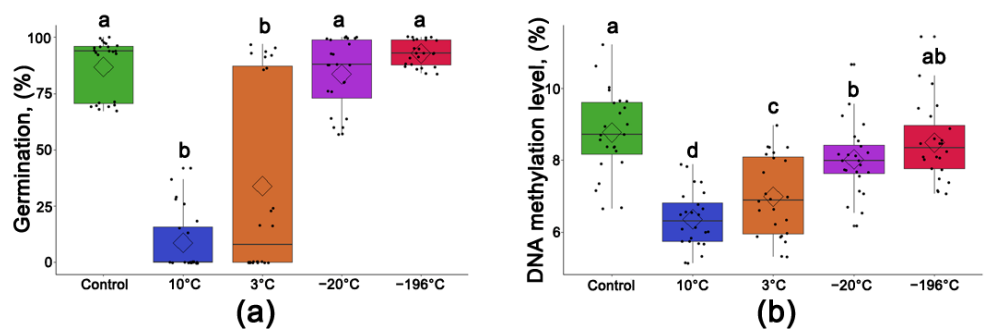 Germination, (%)
100
75
50
25
0
a
b
b
a
a
Control
10°C
3°C
−20°C
−196°C
(a)
DNA methylation level, (%)
10
8
6
a
d
c
b
ab
Control
10°C
3°C
−20°C
−196°C
(b)